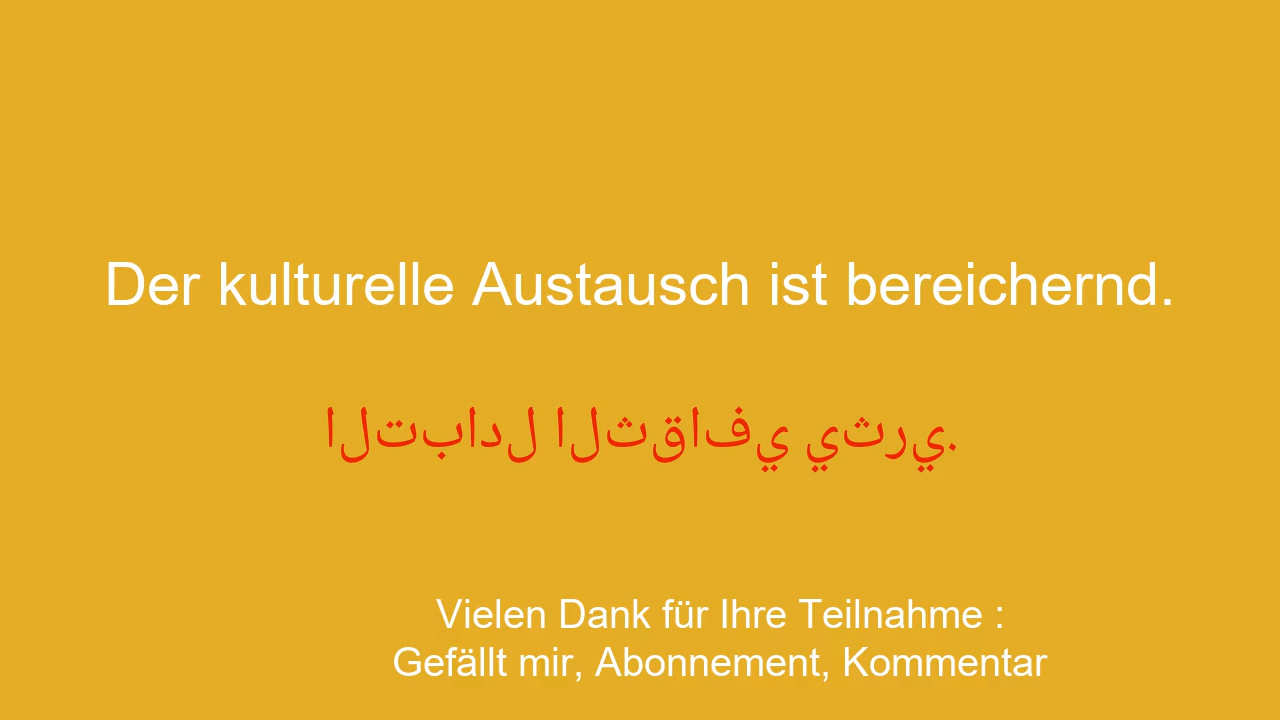 Der kulturelle Austausch ist bereichernd.
التبادل الثقافي يثري.
Vielen Dank für Ihre Teilnahme :
Gefällt mir, Abonnement, Kommentar